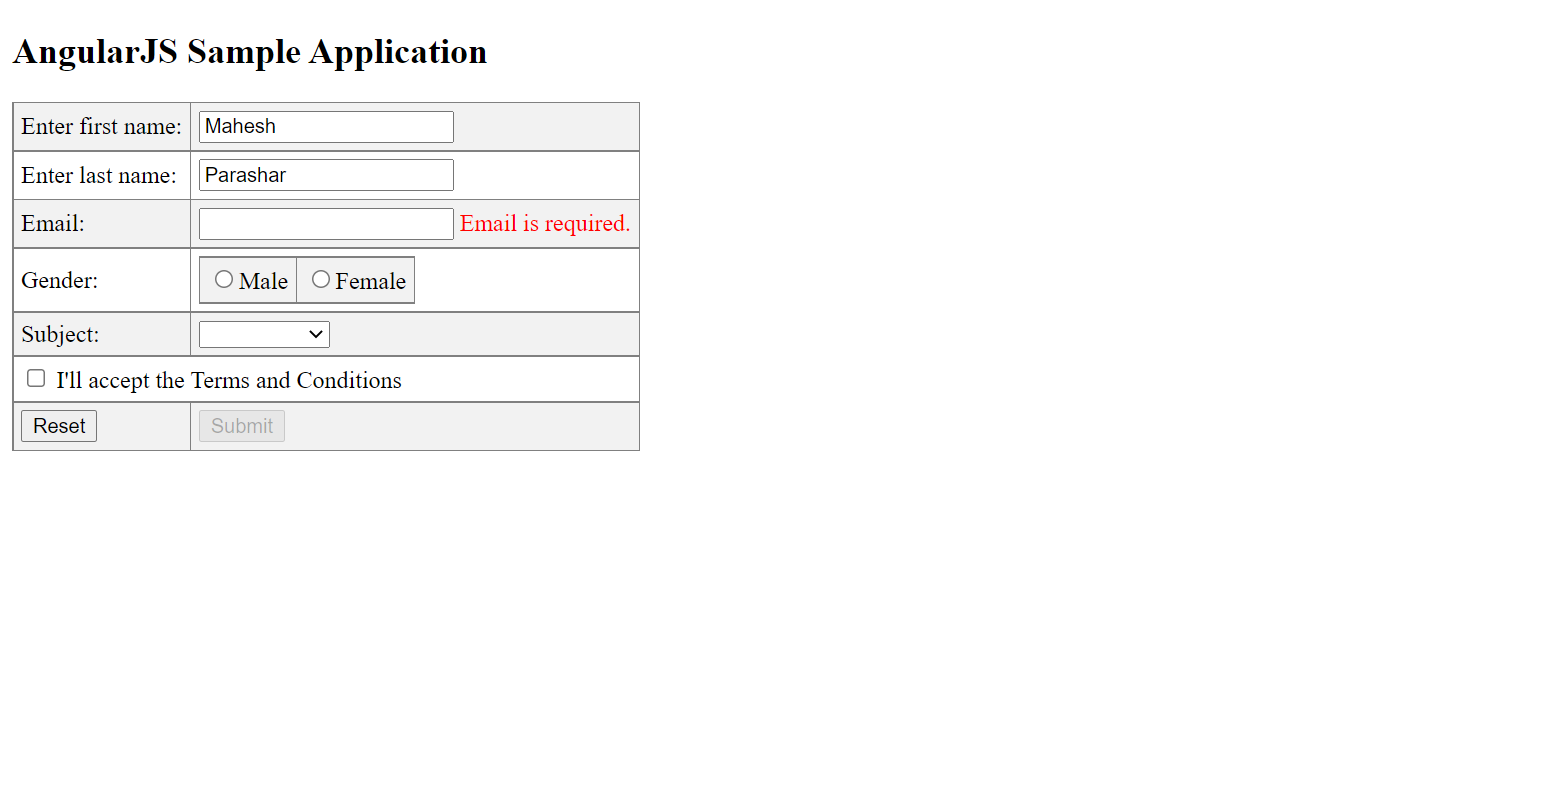 AngularJS Sample Application
Enter first name: Mahesh
Enter last name: Parashar
Email: Email is required.
Gender: Male Female
Subject:
I'll accept the Terms and Conditions
Reset Submit